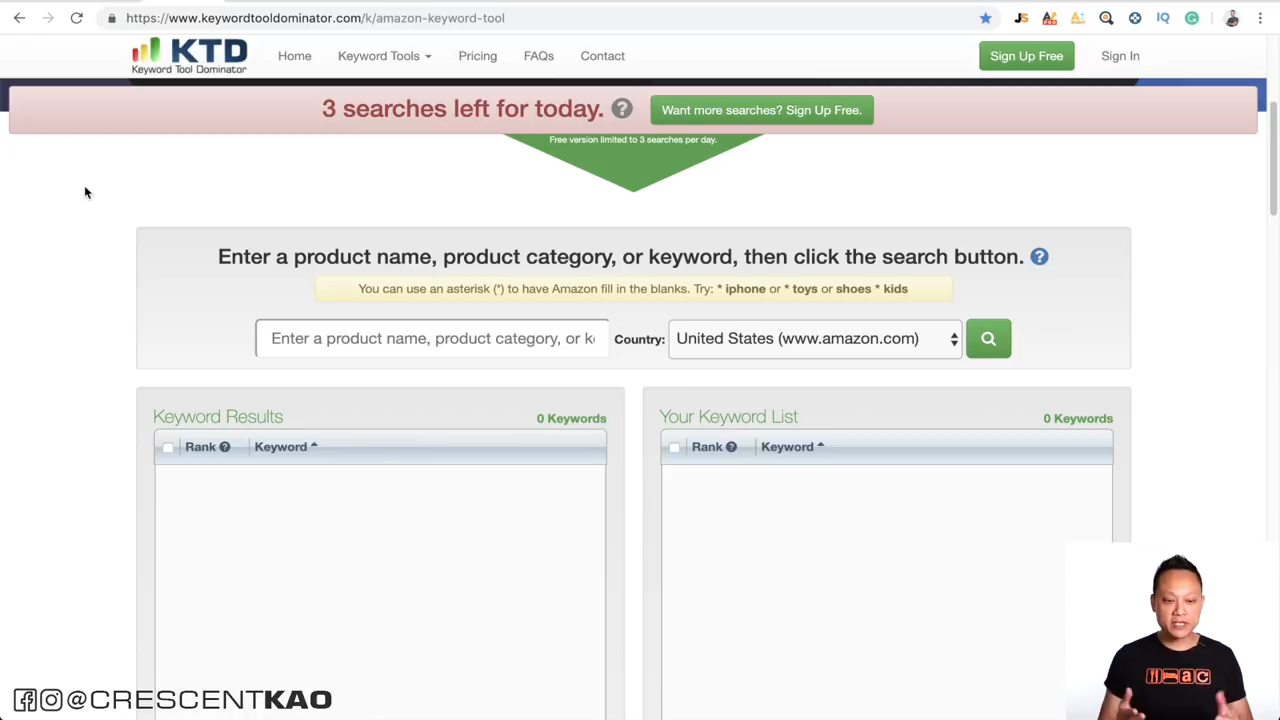 https://www.keywordtooldominator.com/k/amazon-keyword-tool
KTD
Keyword Tool Dominator
Home
Keyword Tools
Pricing
FAQs
Contact
Sign Up Free
Sign In
3 searches left for today.
Want more searches? Sign Up Free.
Free version limited to 3 searches per day.
Enter a product name, product category, or keyword, then click the search button.
You can use an asterisk (*) to have Amazon fill in the blanks. Try: * iphone or * toys or shoes * kids
Enter a product name, product category, or k
Country:
United States (www.amazon.com)
Keyword Results
0 Keywords
Rank
Keyword
Your Keyword List
0 Keywords
Rank
Keyword
@CRESCENTKAO